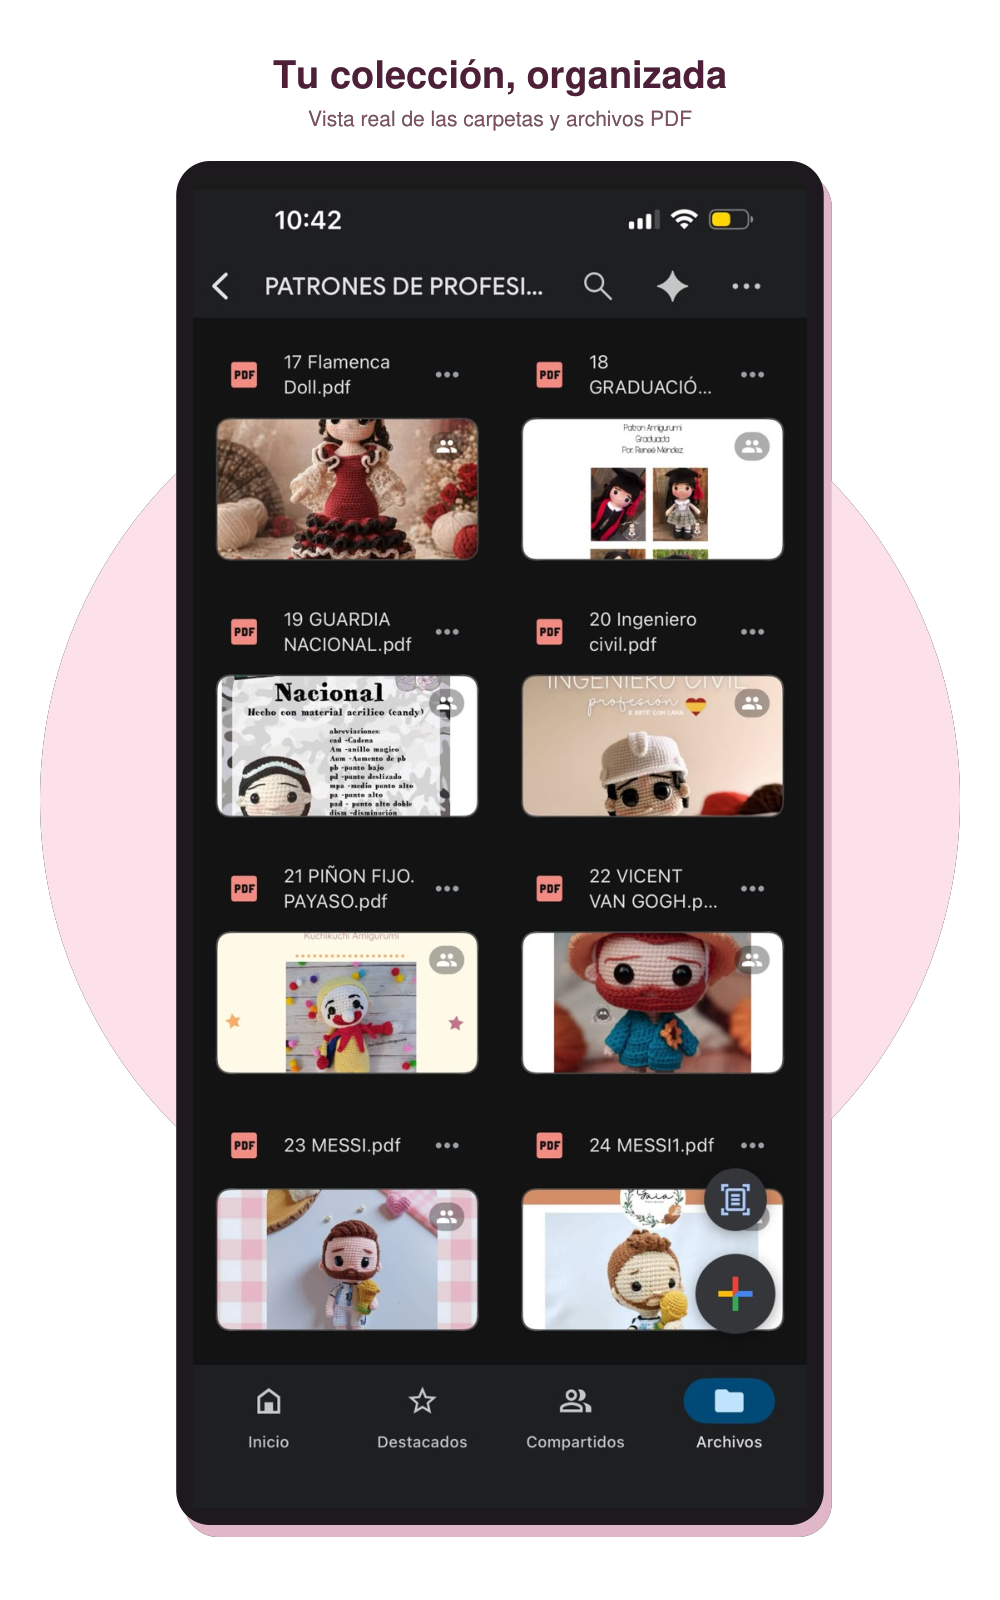 Tu colección, organizada
Vista real de las carpetas y archivos PDF
10:42
PATRONES DE PROFESI...
PDF
17 Flamenca
Doll.pdf
PDF
18
GRADUACIÓ...
Patron Amigurumi
Graduada
Por: Reneé Méndez
PDF
19 GUARDIA
NACIONAL.pdf
PDF
20 Ingeniero
civil.pdf
Nacional
Hecho con material acrilico (candy)
abreviaciones:
cad -Cadena
Am -anillo magico
Aum -Aumento de pb
pb -punto bajo
pd -punto deslizado
mpa -medio punto alto
pa -punto alto
pad - punto alto doble
dism -disminución
INGENIERO CIVIL
profesión
PDF
21 PIÑON FIJO.
PAYASO.pdf
PDF
22 VICENT
VAN GOGH.p...
Kuchikuchi Amigurumi
PDF
23 MESSI.pdf
PDF
24 MESSI1.pdf
Gaia
Inicio
Destacados
Compartidos
Archivos